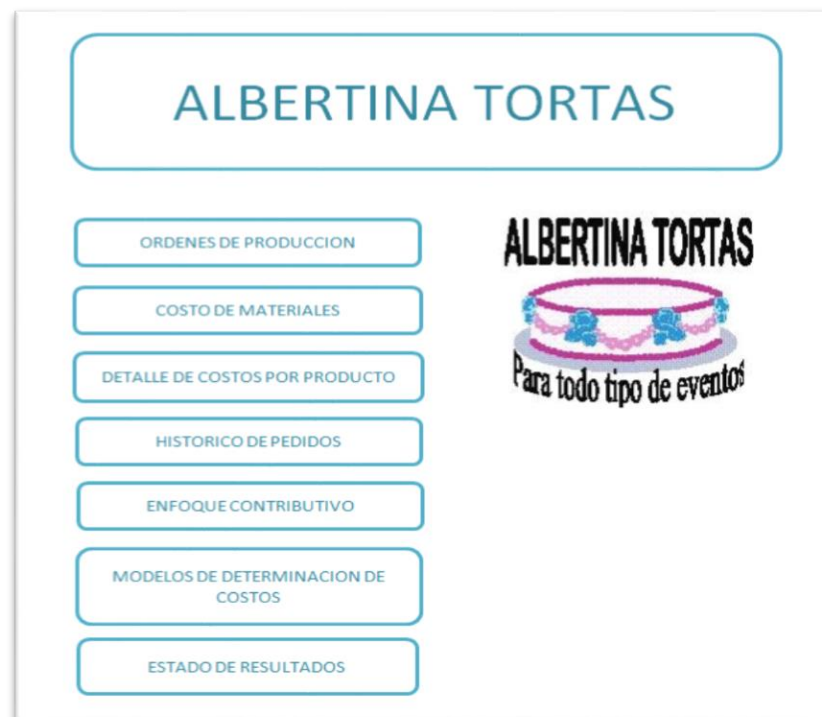 ALBERTINA TORTAS
ORDENES DE PRODUCCION
COSTO DE MATERIALES
DETALLE DE COSTOS POR PRODUCTO
HISTORICO DE PEDIDOS
ENFOQUE CONTRIBUTIVO
MODELOS DE DETERMINACION DE
COSTOS
ESTADO DE RESULTADOS
ALBERTINA TORTAS
Para todo tipo de eventos